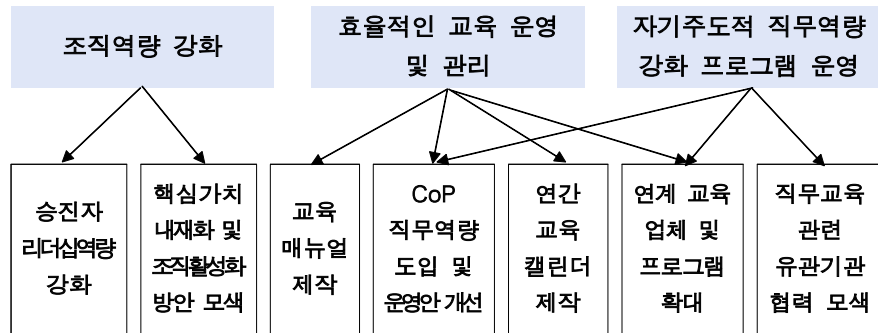 조직역량 강화
효율적인 교육 운영
및 관리
자기주도적 직무역량
강화 프로그램 운영
승진자
리더십역량
강화
핵심가치
내재화 및
조직활성화
방안 모색
교육
매뉴얼
제작
CoP
직무역량
도입 및
운영안 개선
연간
교육
캘린더
제작
연계 교육
업체 및
프로그램
확대
직무교육
관련
유관기관
협력 모색